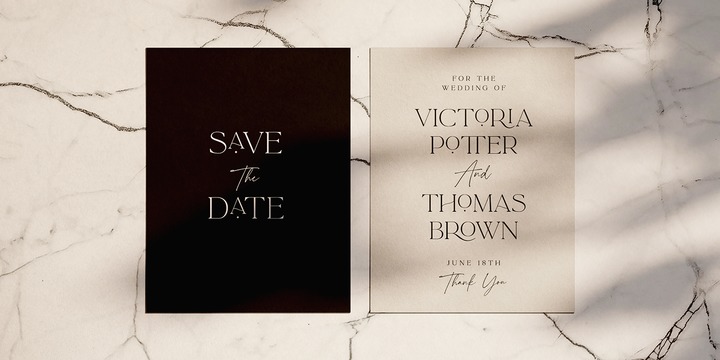 SAVE
The
DATE
FOR THE
WEDDING OF
VICTORIA
POTTER
And
THOMAS
BROWN
JUNE 18TH
Thank You